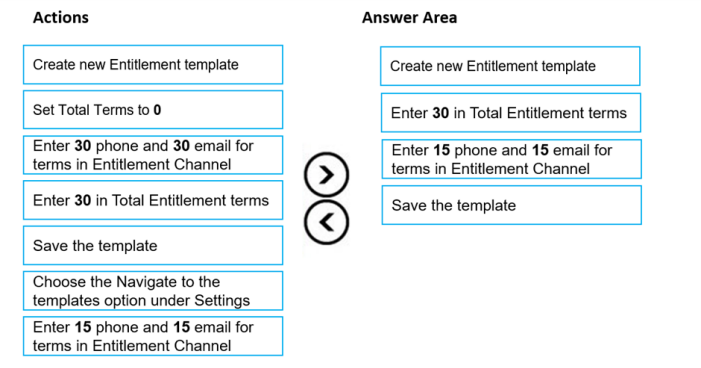 Actions
Create new Entitlement template
Set Total Terms to 0
Enter 30 phone and 30 email for
terms in Entitlement Channel
Enter 30 in Total Entitlement terms
Save the template
Choose the Navigate to the
templates option under Settings
Enter 15 phone and 15 email for
terms in Entitlement Channel
Answer Area
Create new Entitlement template
Enter 30 in Total Entitlement terms
Enter 15 phone and 15 email for
terms in Entitlement Channel
Save the template